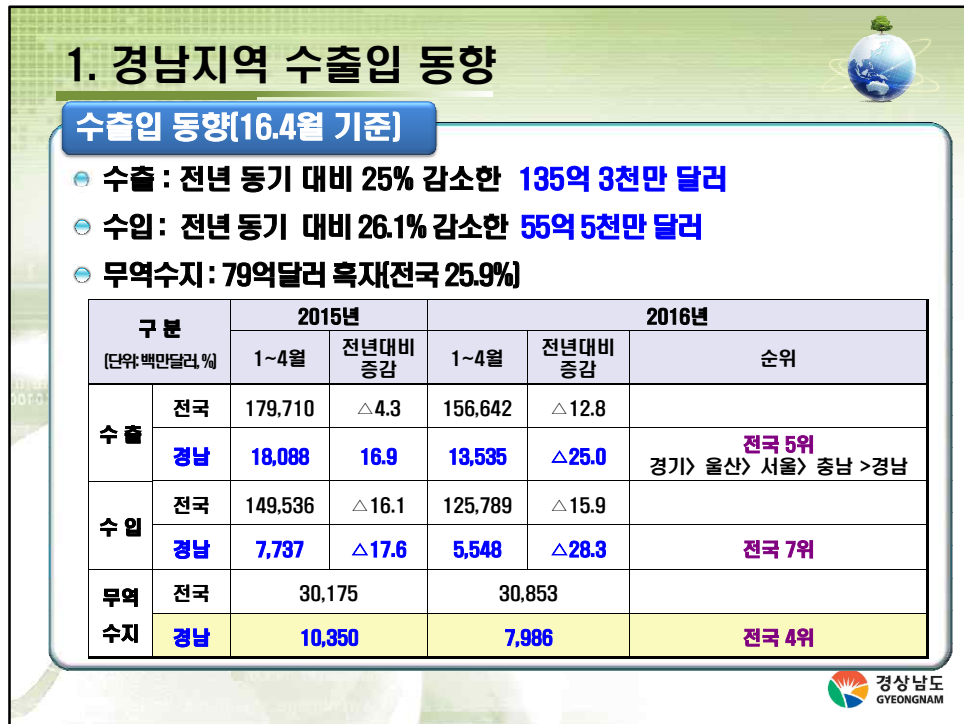 1. 경남지역 수출입 동향
수출입 동향(16.4월 기준)
수출 : 전년 동기 대비 25% 감소한 135억 3천만 달러
수입 : 전년 동기 대비 26.1% 감소한 55억 5천만 달러
무역수지 : 79억달러 흑자(전국 25.9%)
구 분 2015년 2016년
(단위: 백만달러, %) 1~4월 전년대비 증감 1~4월 전년대비 증감 순위
수 출 전국 179,710 △4.3 156,642 △12.8
경남 18,088 16.9 13,535 △25.0 전국 5위
경기> 울산> 서울> 충남 >경남
수 입 전국 149,536 △16.1 125,789 △15.9
경남 7,737 △17.6 5,548 △28.3 전국 7위
무역 수지 전국 30,175 30,853
경남 10,350 7,986 전국 4위
경상남도
GYEONGNAM